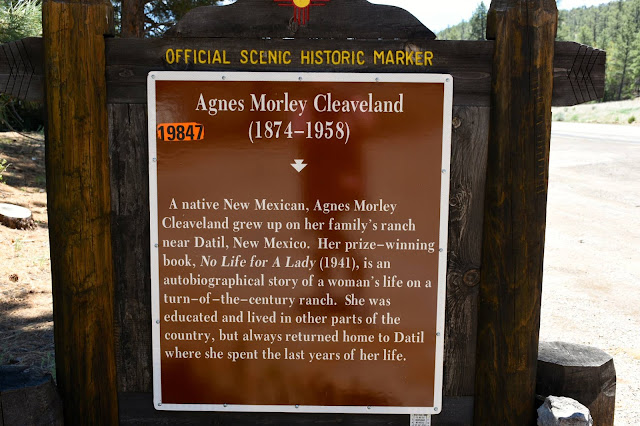 OFFICIAL SCENIC HISTORIC MARKER
Agnes Morley Cleaveland
(1874–1958)
19847
A native New Mexican, Agnes Morley
Cleaveland grew up on her family's ranch
near Datil, New Mexico. Her prize–winning
book, No Life for A Lady (1941), is an
autobiographical story of a woman's life on a
turn–of–the–century ranch. She was
educated and lived in other parts of the
country, but always returned home to Datil
where she spent the last years of her life.